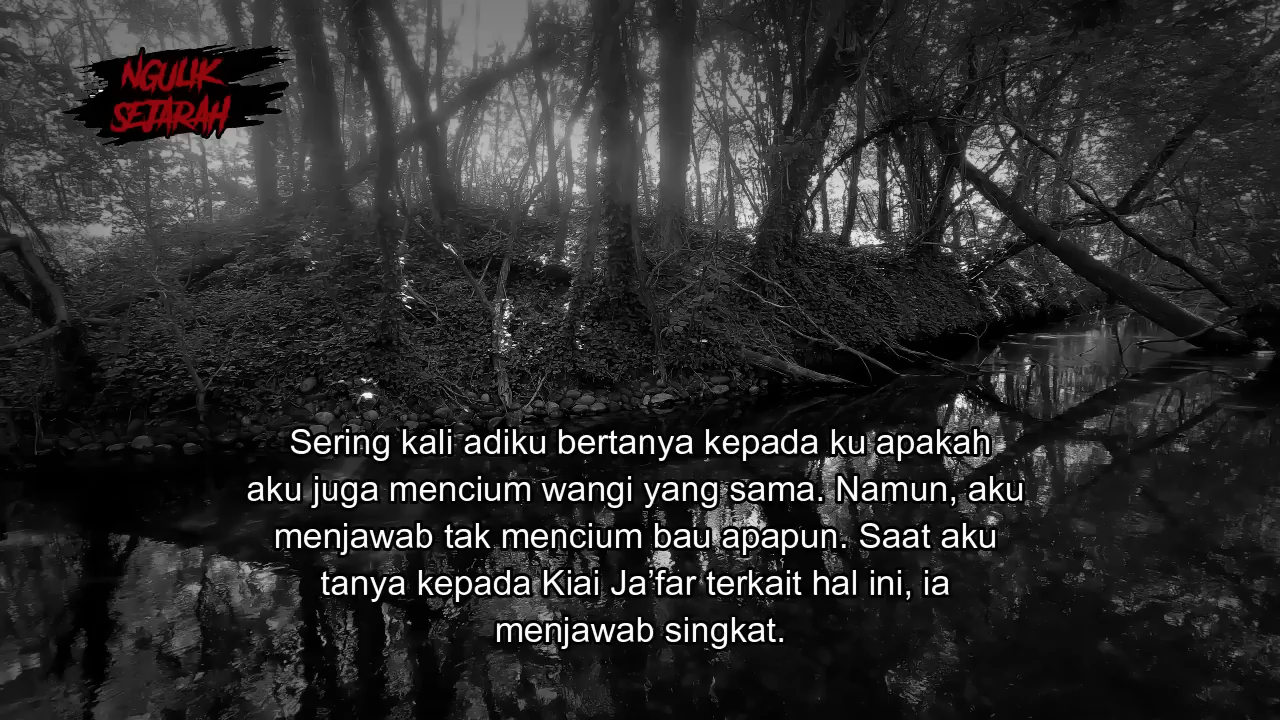 NGULIK
SEJARAH
Sering kali adiku bertanya kepada ku apakah
aku juga mencium wangi yang sama. Namun, aku
menjawab tak mencium bau apapun. Saat aku
tanya kepada Kiai Ja’far terkait hal ini, ia
menjawab singkat.